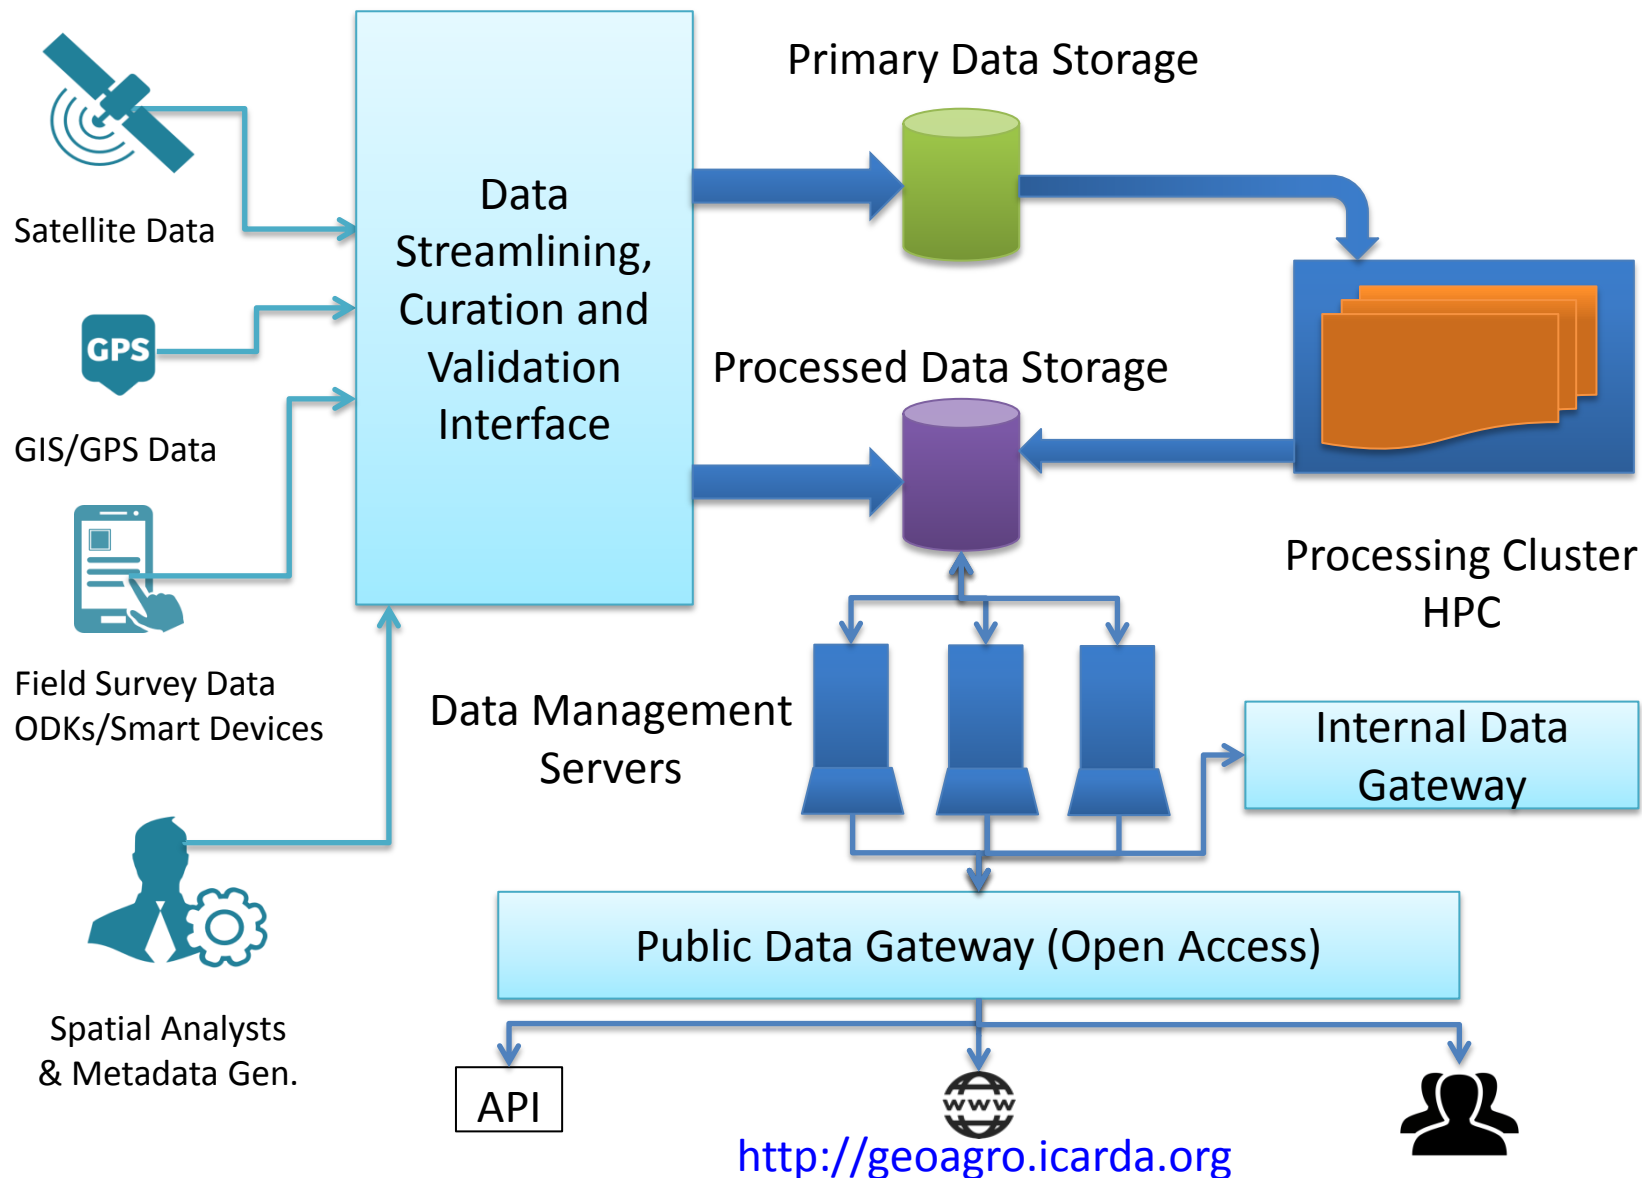 Primary Data Storage
Satellite Data
Data
Streamlining,
Curation and
Validation
Interface
GPS
GIS/GPS Data
Processed Data Storage
Processing Cluster
HPC
Field Survey Data
ODKs/Smart Devices
Data Management
Servers
Internal Data
Gateway
Public Data Gateway (Open Access)
Spatial Analysts
& Metadata Gen.
API
www
http://geoagro.icarda.org